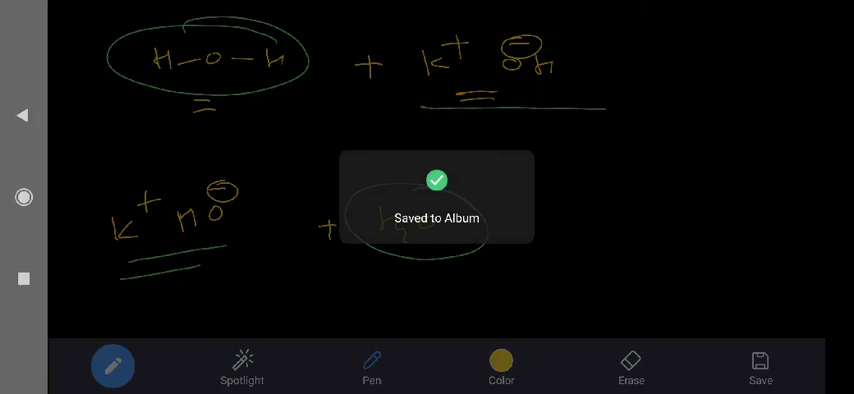 H-O-H + K+ OH
K+ HO + H2O
Saved to Album
Spotlight Pen Color Erase Save